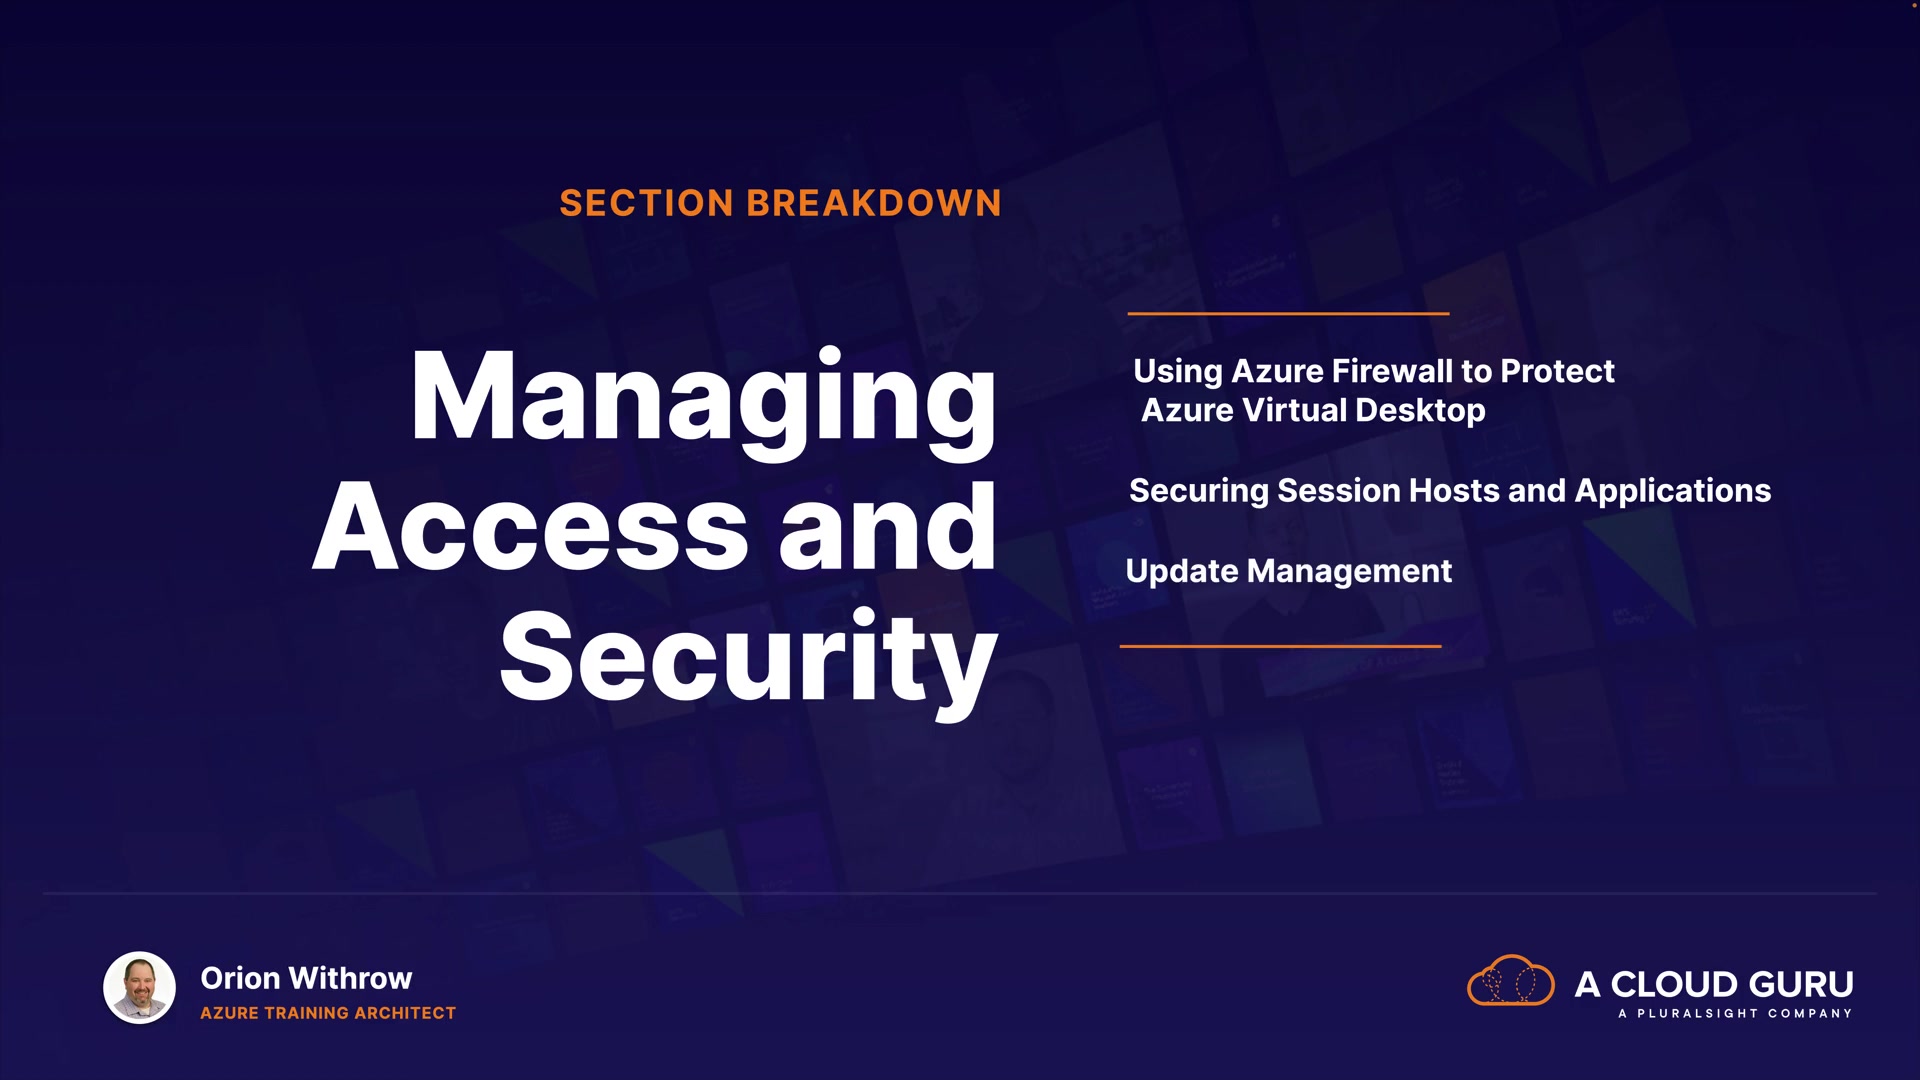 SECTION BREAKDOWN
Managing
Access and
Security
Using Azure Firewall to Protect
Azure Virtual Desktop
Securing Session Hosts and Applications
Update Management
Orion Withrow
AZURE TRAINING ARCHITECT
A CLOUD GURU
A PLURALSIGHT COMPANY